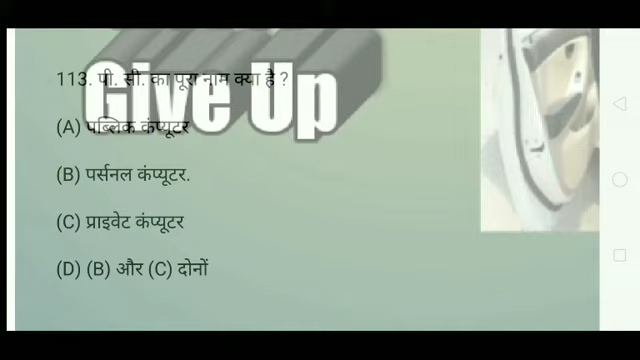 113. पी. सी. का पूरा नाम क्या है ?
Give Up
(A) पब्लिक कंप्यूटर
(B) पर्सनल कंप्यूटर.
(C) प्राइवेट कंप्यूटर
(D) (B) और (C) दोनों